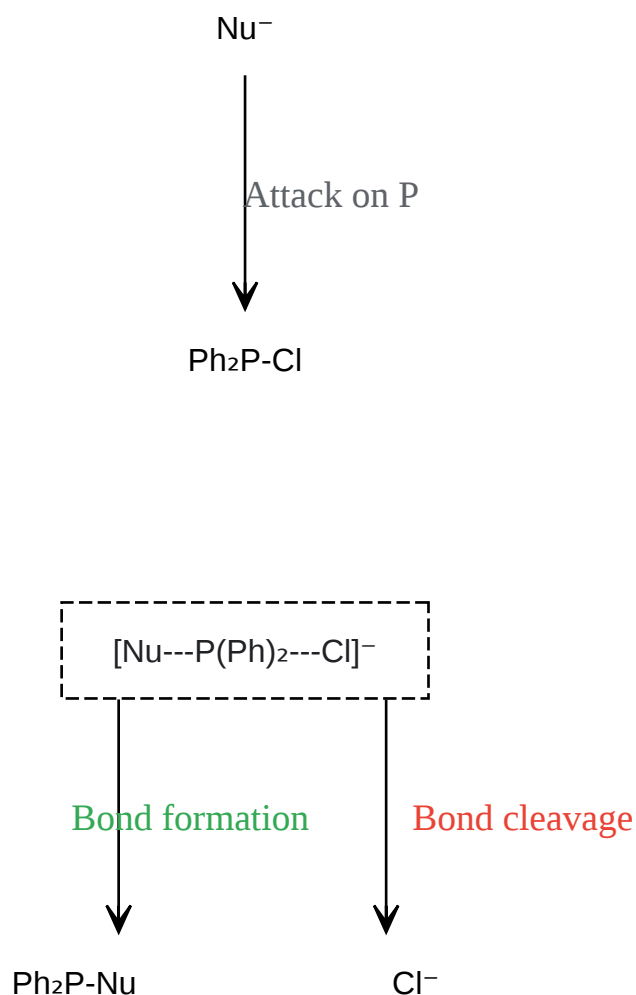 Nu⁻
Attack on P
Ph₂P-Cl
[Nu---P(Ph)₂---Cl]⁻
Bond formation
Bond cleavage
Ph₂P-Nu
Cl⁻